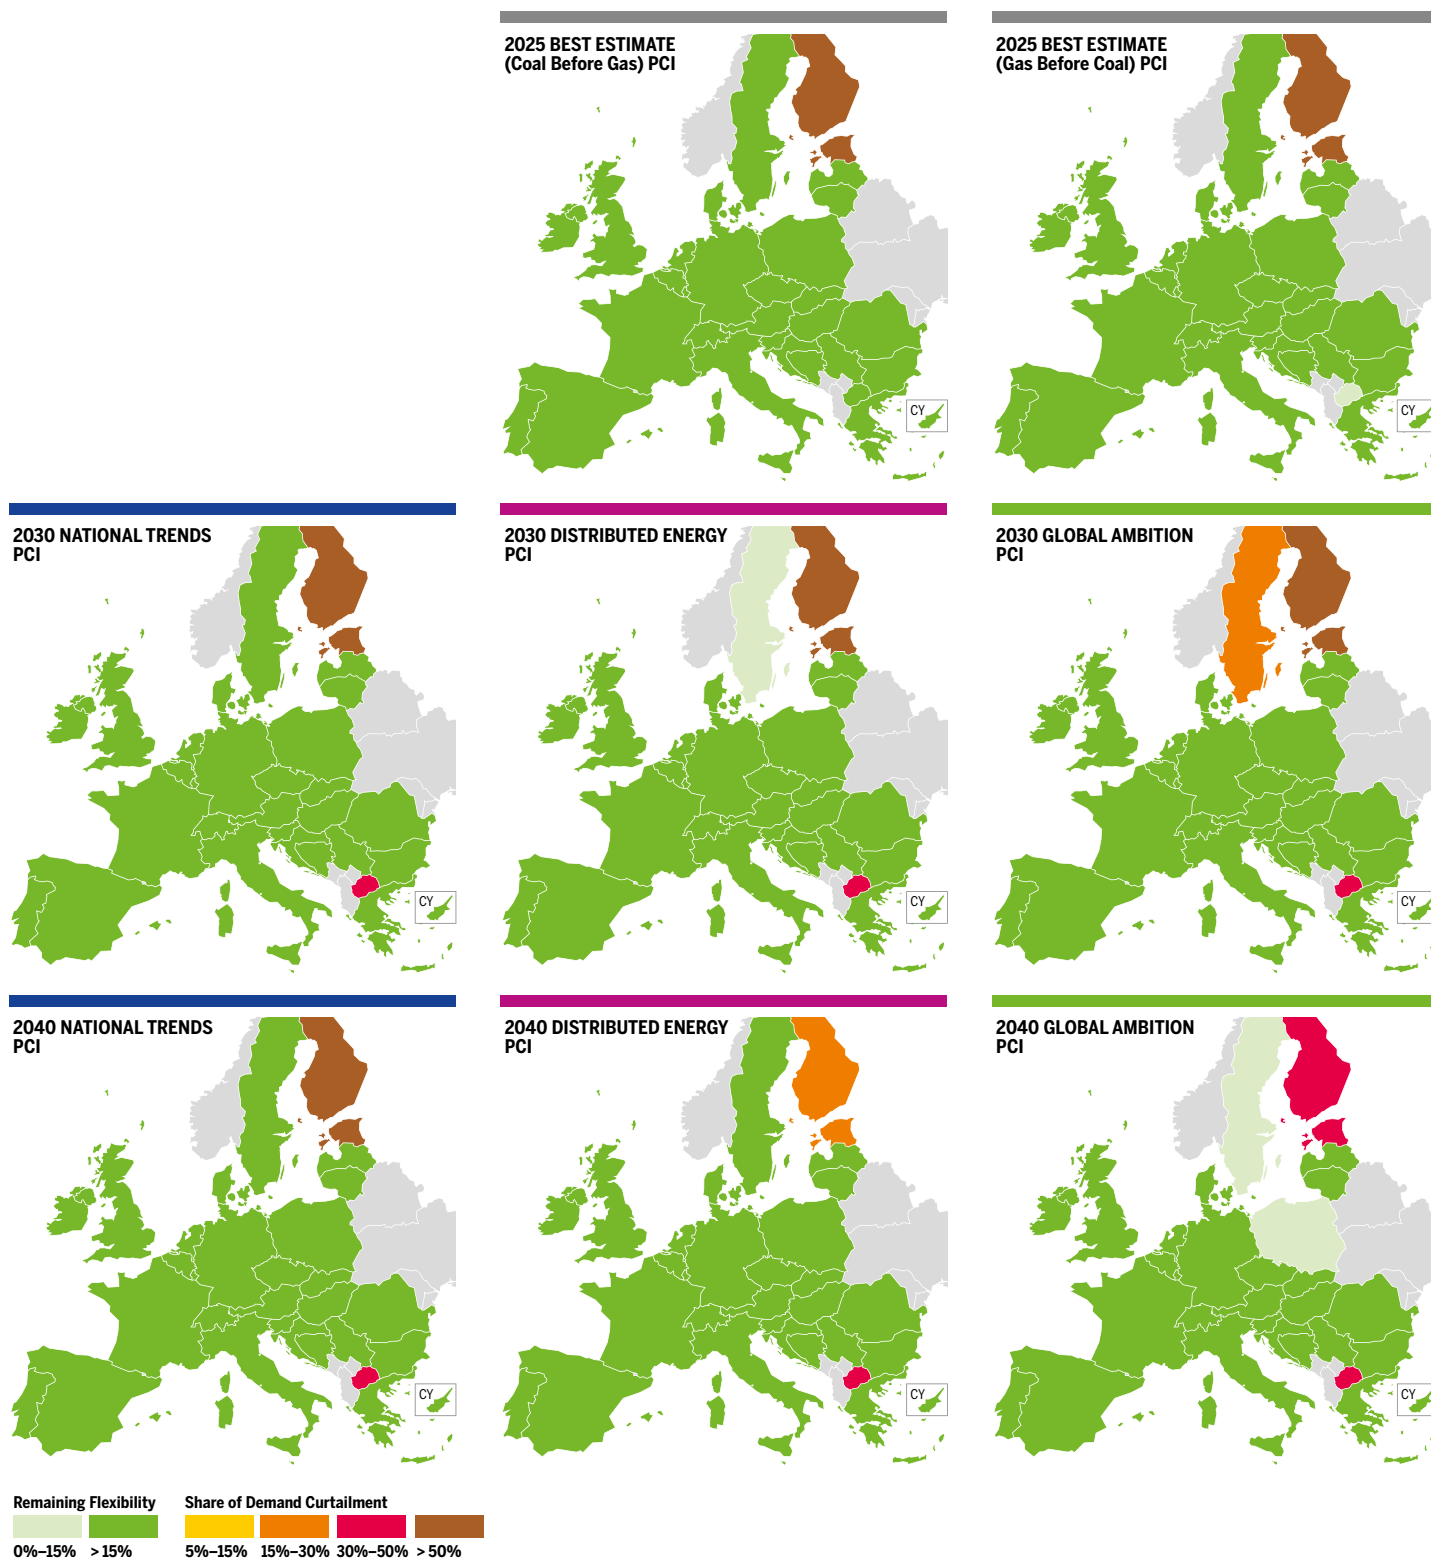 2025 BEST ESTIMATE
(Coal Before Gas) PCI
CY
2025 BEST ESTIMATE
(Gas Before Coal) PCI
CY
2030 NATIONAL TRENDS
PCI
CY
2030 DISTRIBUTED ENERGY
PCI
CY
2030 GLOBAL AMBITION
PCI
CY
2040 NATIONAL TRENDS
PCI
CY
2040 DISTRIBUTED ENERGY
PCI
CY
2040 GLOBAL AMBITION
PCI
CY
Remaining Flexibility
0%–15% > 15%
Share of Demand Curtailment
5%–15% 15%–30% 30%–50% > 50%